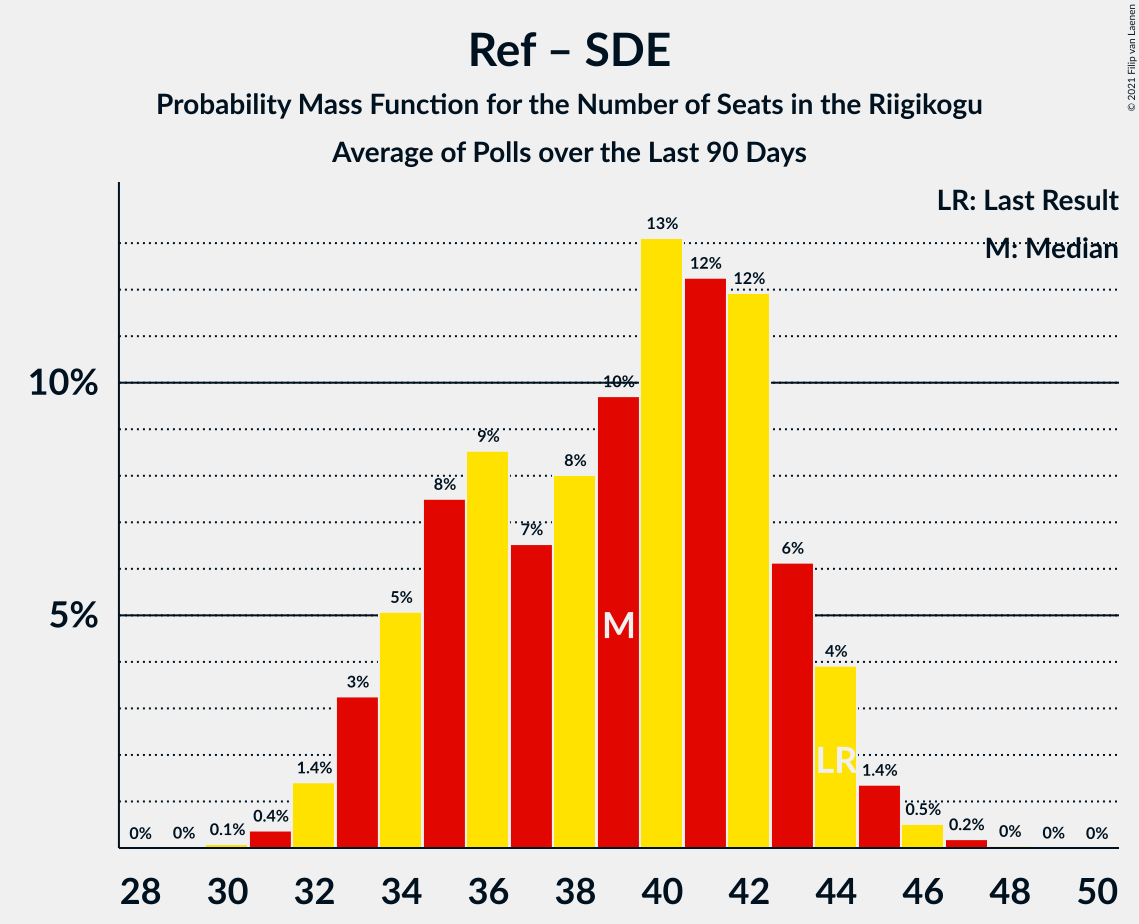 Ref – SDE
Probability Mass Function for the Number of Seats in the Riigikogu
Average of Polls over the Last 90 Days
© 2021 Filip van Laenen
LR: Last Result
M: Median
10%
5%
0%
0%
0.1%
0.4%
1.4%
3%
5%
8%
9%
7%
8%
10%
13%
12%
12%
6%
4%
1.4%
0.5%
0.2%
0%
0%
0%
M
LR
28 30 32 34 36 38 40 42 44 46 48 50